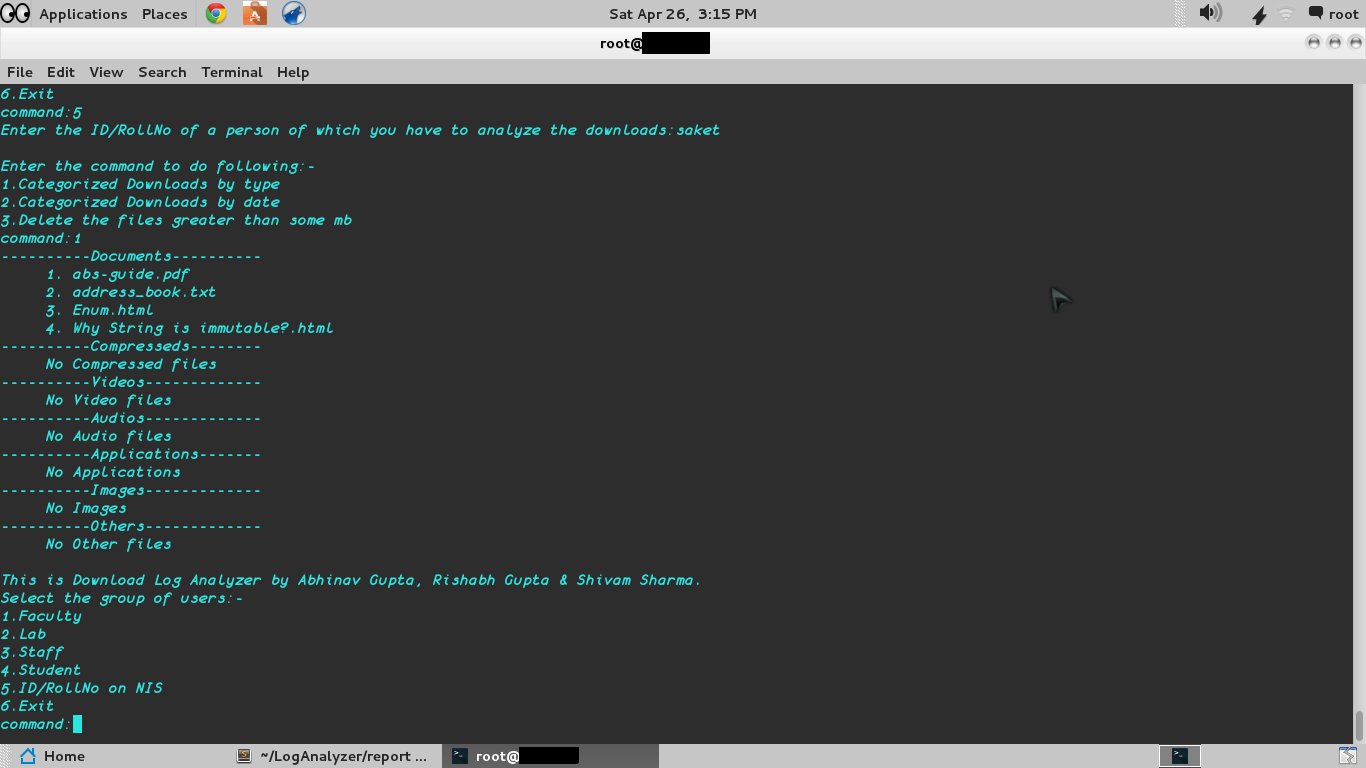 Applications Places Sat Apr 26, 3:15 PM root
root@
File Edit View Search Terminal Help
6.Exit
command:5
Enter the ID/RollNo of a person of which you have to analyze the downloads:saket
Enter the command to do following:-
1.Categorized Downloads by type
2.Categorized Downloads by date
3.Delete the files greater than some mb
command:1
----------Documents----------
1. abs-guide.pdf
2. address_book.txt
3. Enum.html
4. Why String is immutable?.html
----------Compresseds--------
No Compressed files
----------Videos-------------
No Video files
----------Audios-------------
No Audio files
----------Applications-------
No Applications
----------Images-------------
No Images
----------Others-------------
No Other files
This is Download Log Analyzer by Abhinav Gupta, Rishabh Gupta & Shivam Sharma.
Select the group of users:-
1.Faculty
2.Lab
3.Staff
4.Student
5.ID/RollNo on NIS
6.Exit
command:
Home ~/LogAnalyzer/report ... root@